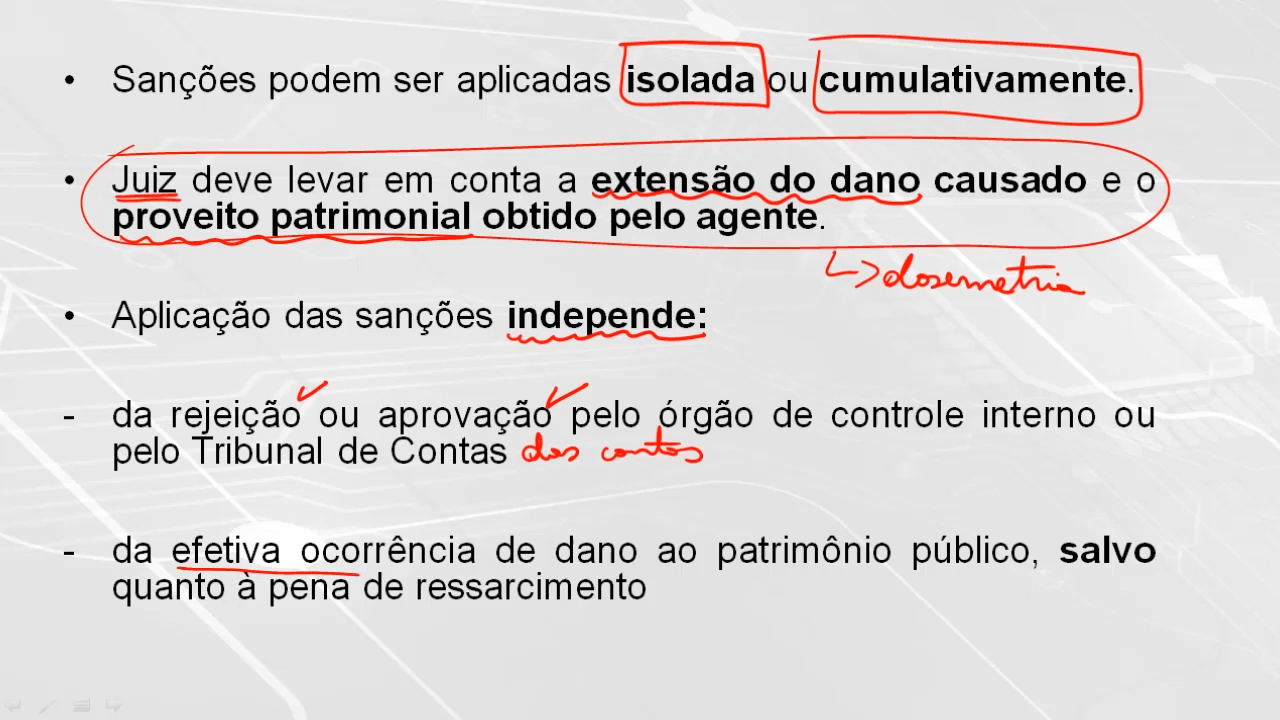 • Sanções podem ser aplicadas isolada ou cumulativamente.
• Juiz deve levar em conta a extensão do dano causado e o
proveito patrimonial obtido pelo agente.
↳> dosemetria
• Aplicação das sanções independe:
- da rejeição ou aprovação pelo órgão de controle interno ou
pelo Tribunal de Contas das contas
- da efetiva ocorrência de dano ao patrimônio público, salvo
quanto à pena de ressarcimento